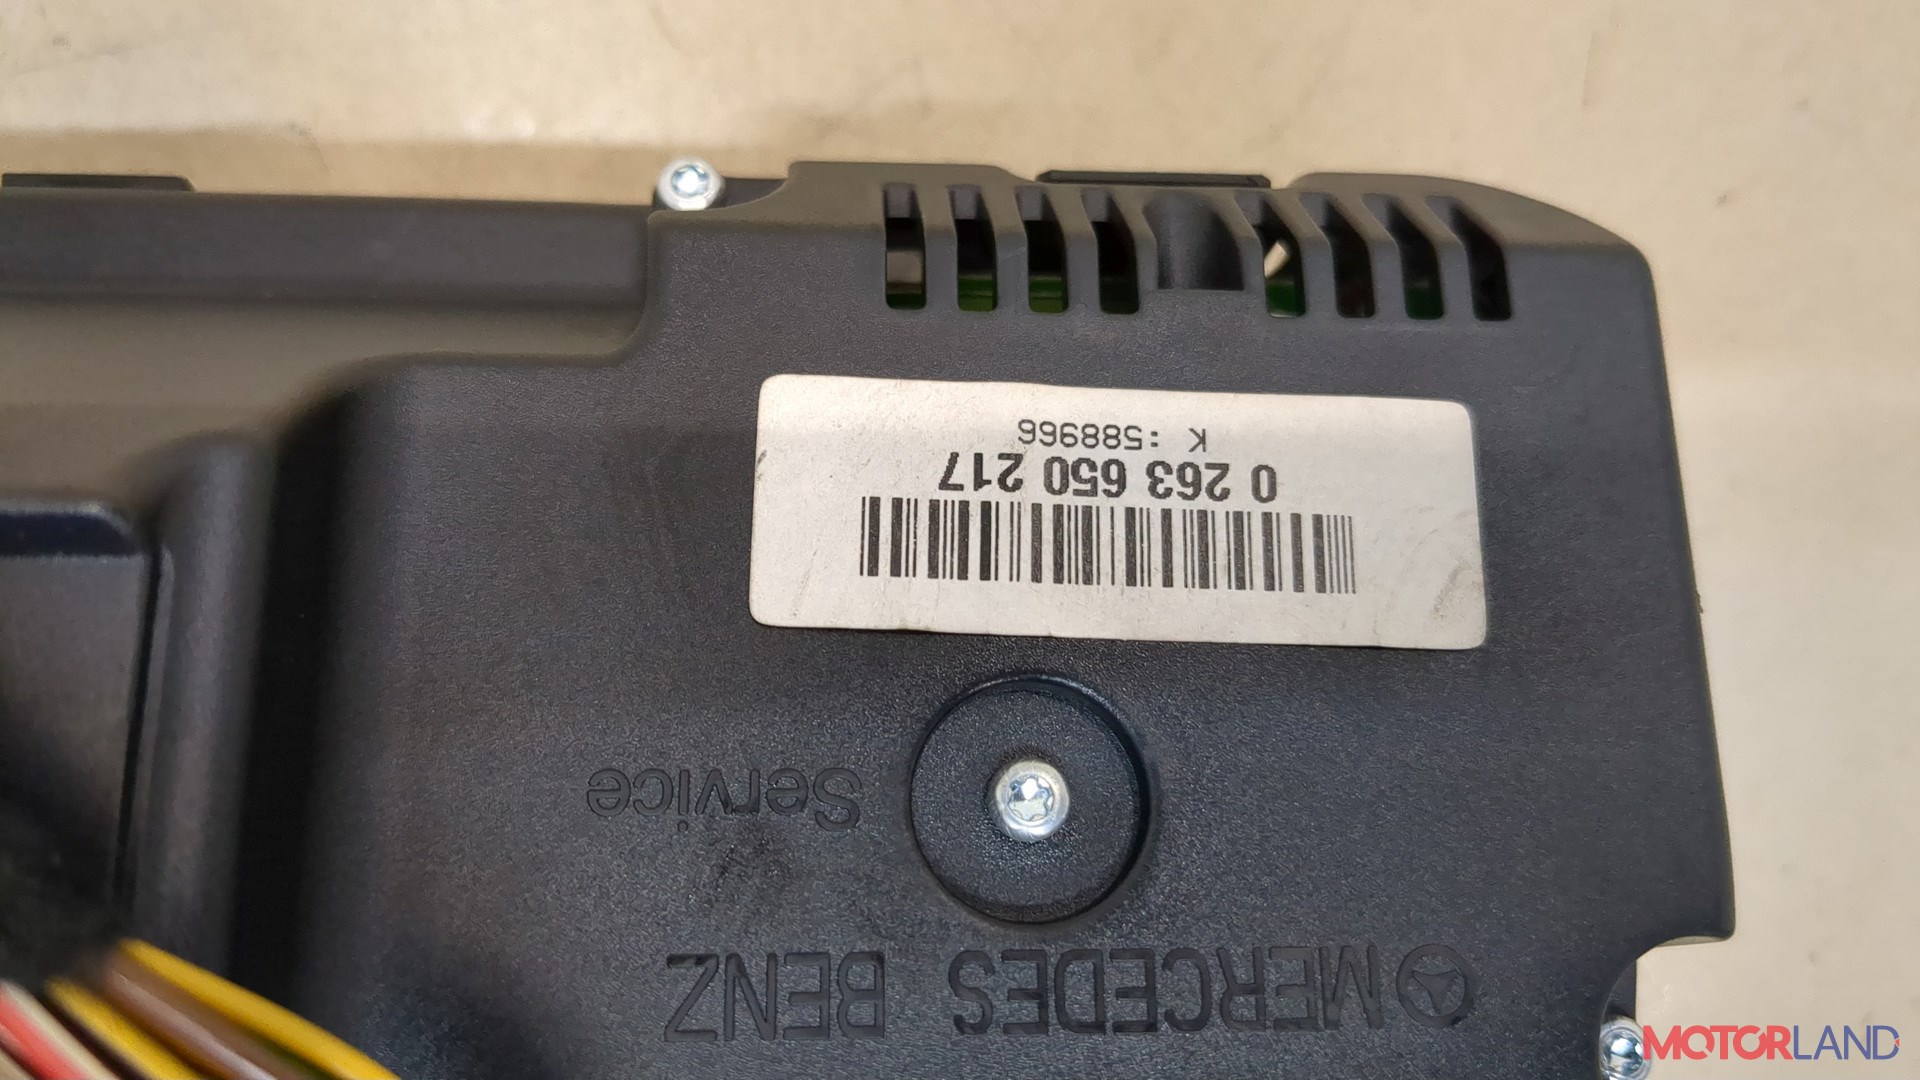 K :588966
0 263 650 217
Service
MERCEDES BENZ
MOTORLAND